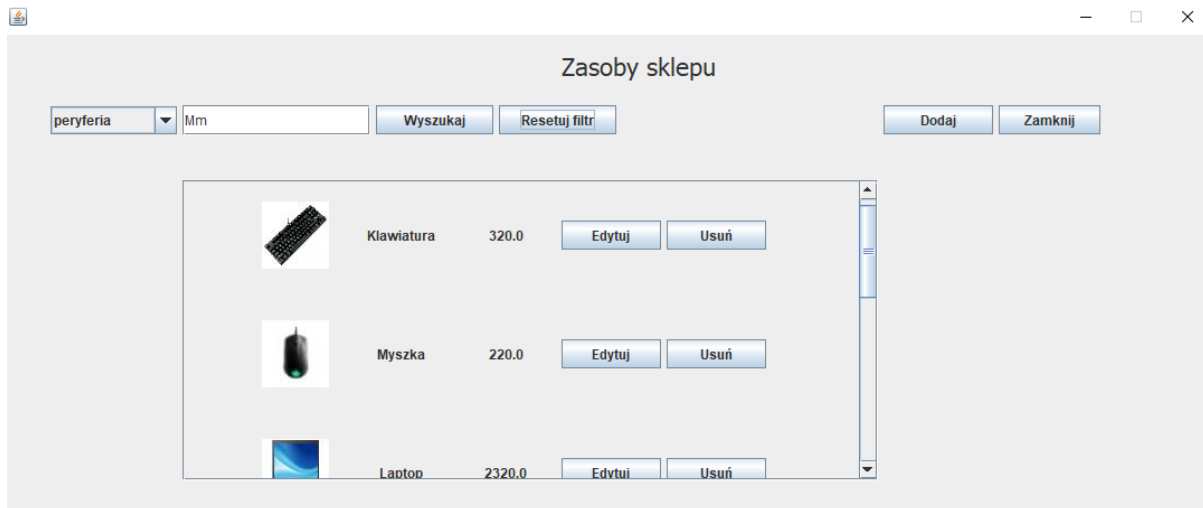 Zasoby sklepu
peryferia Mm Wyszukaj Resetuj filtr Dodaj Zamknij
Klawiatura 320.0 Edytuj Usuń
Myszka 220.0 Edytuj Usuń
Laptop 2320.0 Edytuj Usuń